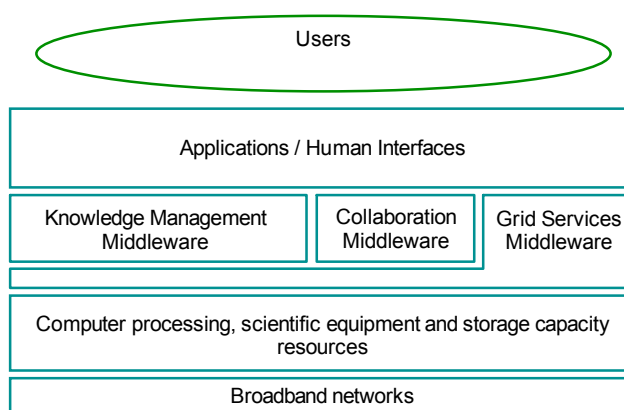 Users
Applications / Human Interfaces
Knowledge Management
Middleware
Collaboration
Middleware
Grid Services
Middleware
Computer processing, scientific equipment and storage capacity
resources
Broadband networks